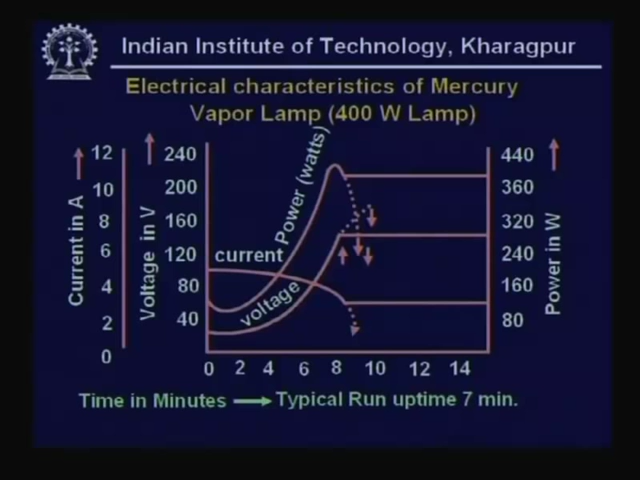 Indian Institute of Technology, Kharagpur
Electrical characteristics of Mercury
Vapor Lamp (400 W Lamp)
Current in A
12
10
8
6
4
2
0
Voltage in V
240
200
160
120
80
40
Power (watts)
current
voltage
440
360
320
240
160
80
Power in W
0 2 4 6 8 10 12 14
Time in Minutes Typical Run uptime 7 min.